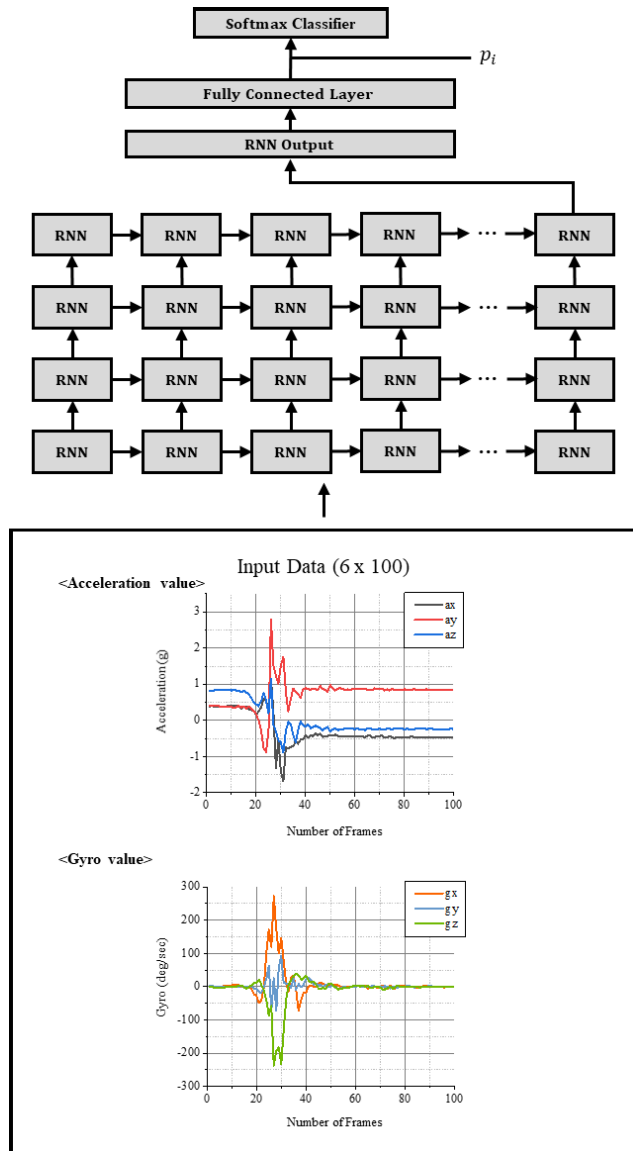 Softmax Classifier
p_i
Fully Connected Layer
RNN Output
RNN RNN RNN RNN ··· RNN
RNN RNN RNN RNN ··· RNN
RNN RNN RNN RNN ··· RNN
RNN RNN RNN RNN ··· RNN
Input Data (6 x 100)
<Acceleration value>
ax
ay
az
3
2
1
0
-1
-2
Acceleration (g)
0 20 40 60 80 100
Number of Frames
<Gyro value>
gx
gy
gz
300
200
100
0
-100
-200
-300
Gyro (deg/sec)
0 20 40 60 80 100
Number of Frames